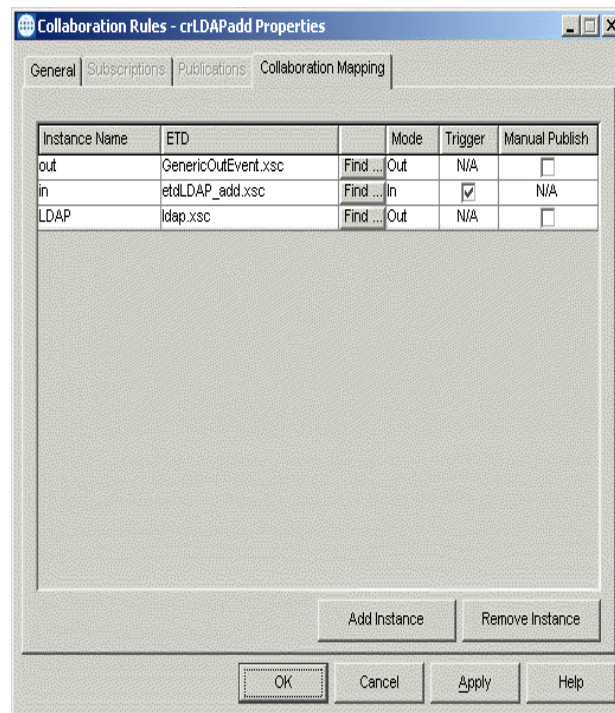 Collaboration Rules - crLDAPadd Properties
General Subscriptions Publications Collaboration Mapping
Instance Name ETD Mode Trigger Manual Publish
out GenericOutEvent.xsc Find ... Out N/A
in etdLDAP_add.xsc Find ... In N/A
LDAP ldap.xsc Find ... Out N/A
Add Instance Remove Instance
OK Cancel Apply Help